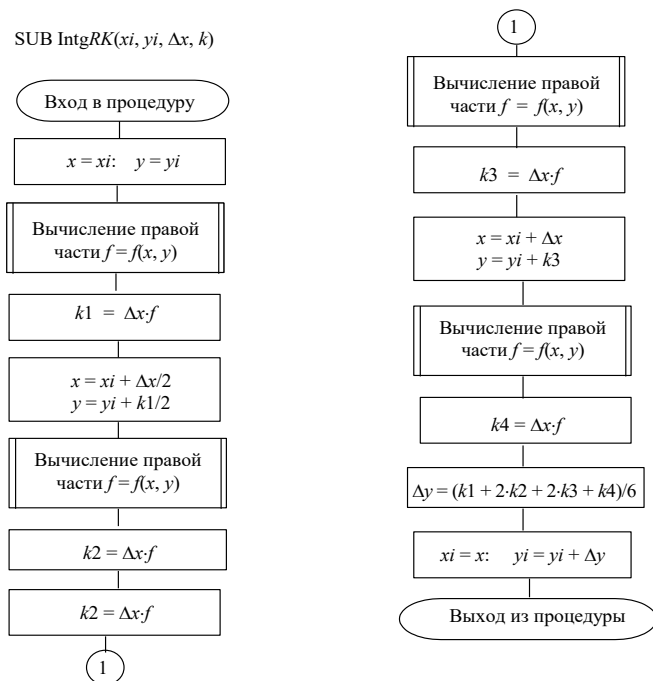 SUB IntgRK(xi, yi, Δx, k)
Вход в процедуру
x = xi: y = yi
Вычисление правой
части f = f(x, y)
k1 = Δx·f
x = xi + Δx/2
y = yi + k1/2
Вычисление правой
части f = f(x, y)
k2 = Δx·f
k2 = Δx·f
1
1
Вычисление правой
части f = f(x, y)
k3 = Δx·f
x = xi + Δx
y = yi + k3
Вычисление правой
части f = f(x, y)
k4 = Δx·f
Δy = (k1 + 2·k2 + 2·k3 + k4)/6
xi = x: yi = yi + Δy
Выход из процедуры